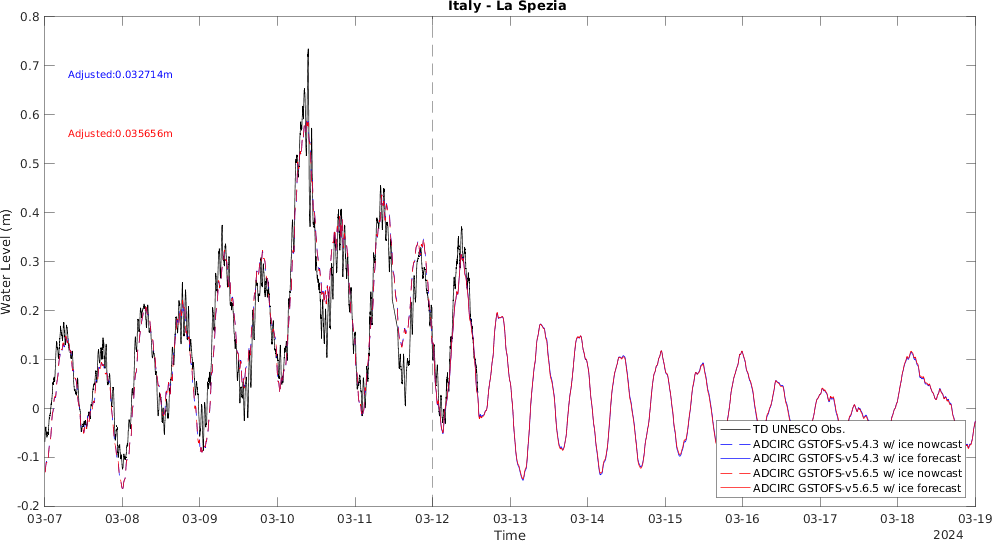 Italy - La Spezia
0.8
0.7
0.6
0.5
0.4
0.3
0.2
0.1
0
-0.1
-0.2
Water Level (m)
Adjusted:0.032714m
Adjusted:0.035656m
TD UNESCO Obs.
ADCIRC GSTOFS-v5.4.3 w/ ice nowcast
ADCIRC GSTOFS-v5.4.3 w/ ice forecast
ADCIRC GSTOFS-v5.6.5 w/ ice nowcast
ADCIRC GSTOFS-v5.6.5 w/ ice forecast
03-07 03-08 03-09 03-10 03-11 03-12 03-13 03-14 03-15 03-16 03-17 03-18 03-19
Time
2024